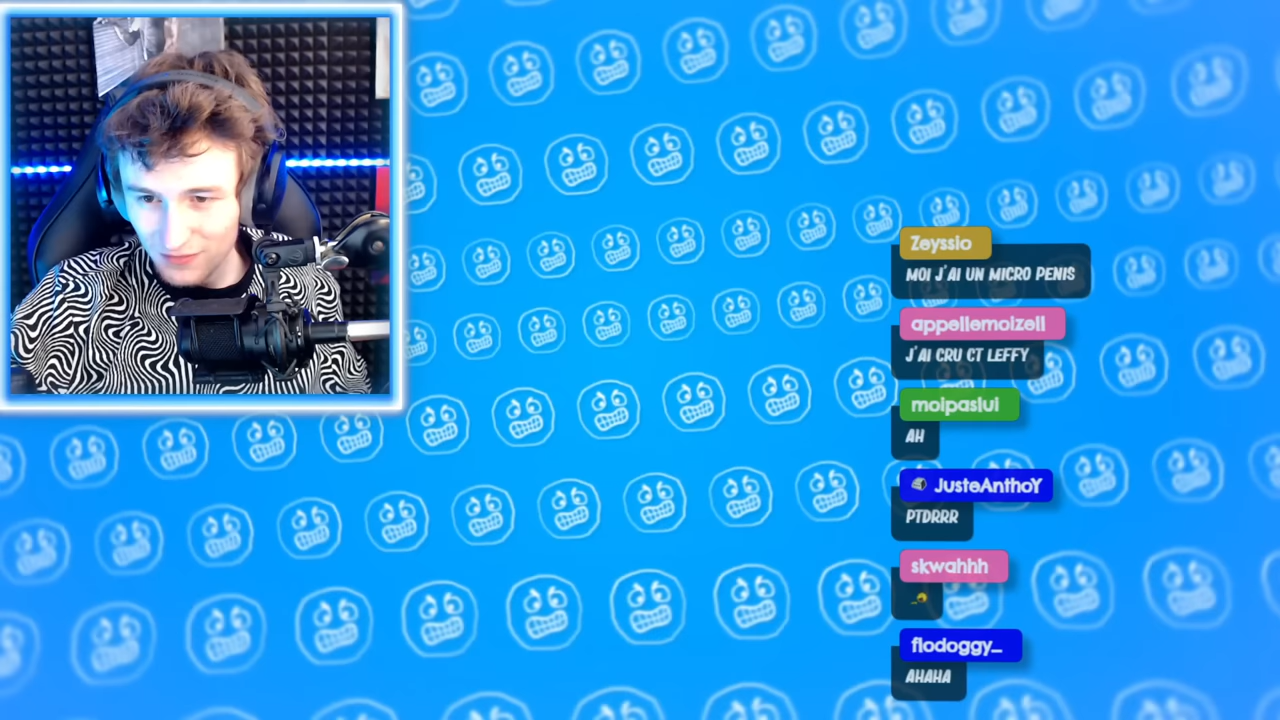 Zeyssio
MOI J'AI UN MICRO PENIS
appellemoizell
J'AI CRU CT LEFFY
moipaslui
AH
JusteAnthoY
PTDRRR
skwahhh
flodoggy_
AHAHA